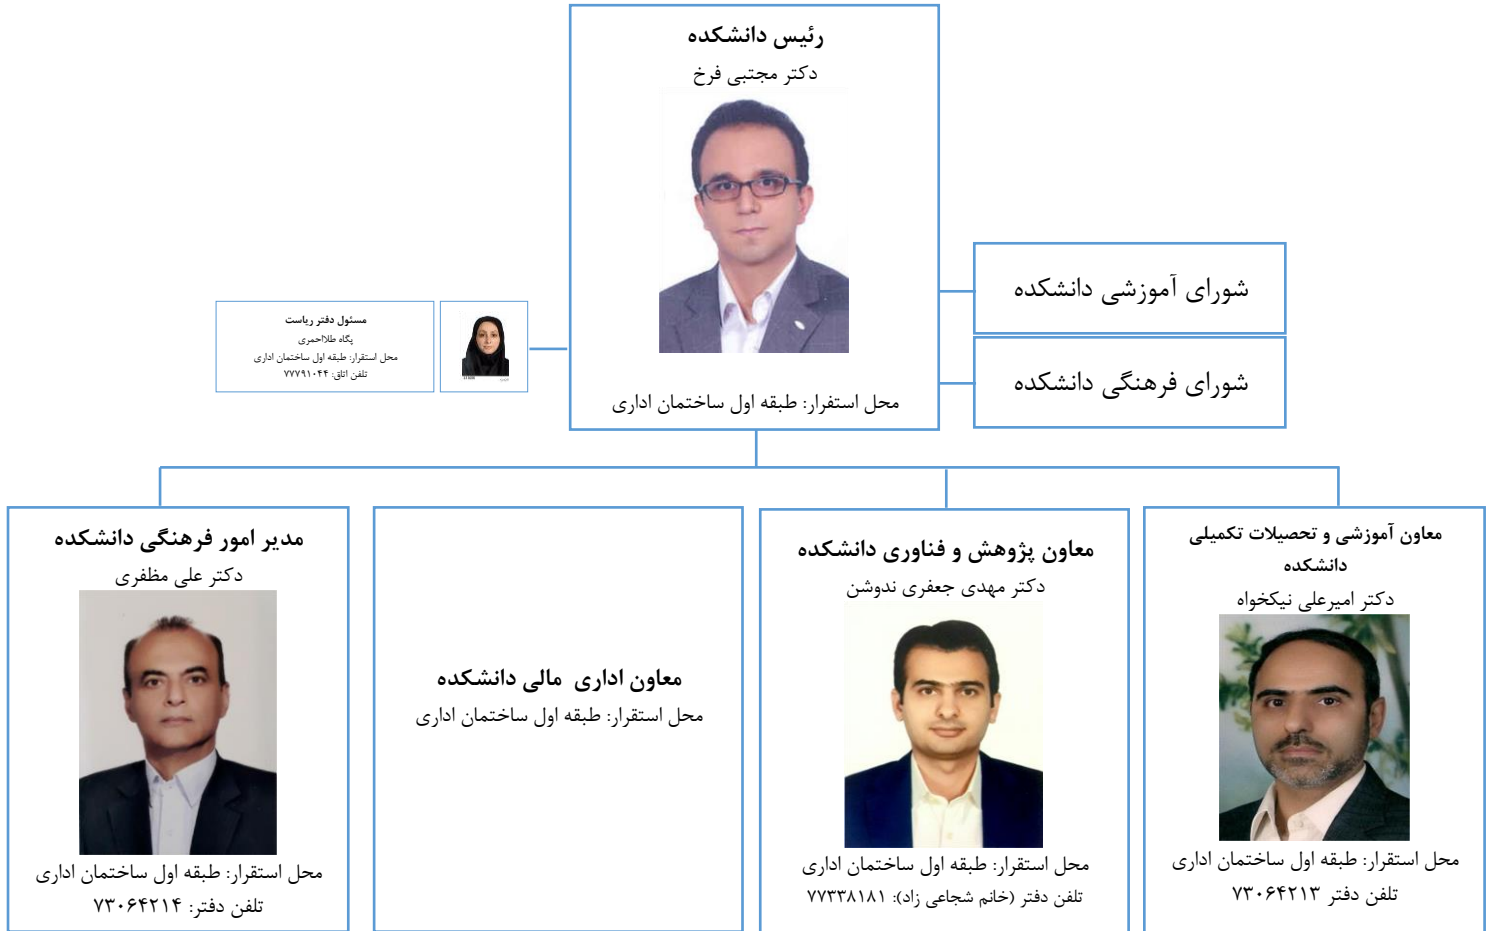 رئیس دانشکده
دکتر مجتبی فرخ
محل استفرار: طبقه اول ساختمان اداری
شورای آموزشی دانشکده
شورای فرهنگی دانشکده
مسئول دفتر ریاست
پگاه طلااحمری
محل استقرار: طبقه اول ساختمان اداری
تلفن اتاق: ۷۷۷۹۱۰۴۴
معاون آموزشی و تحصیلات تکمیلی
دانشکده
دکتر امیرعلی نیکخواه
محل استقرار: طبقه اول ساختمان اداری
تلفن دفتر ۷۳۰۶۴۲۱۳
معاون پژوهش و فناوری دانشکده
دکتر مهدی جعفری ندوشن
محل استقرار: طبقه اول ساختمان اداری
تلفن دفتر (خانم شجاعی زاد): ۷۷۳۳۸۱۸۱
معاون اداری  مالی دانشکده
محل استقرار: طبقه اول ساختمان اداری
مدیر امور فرهنگی دانشکده
دکتر علی مظفری
محل استقرار: طبقه اول ساختمان اداری
تلفن دفتر: ۷۳۰۶۴۲۱۴